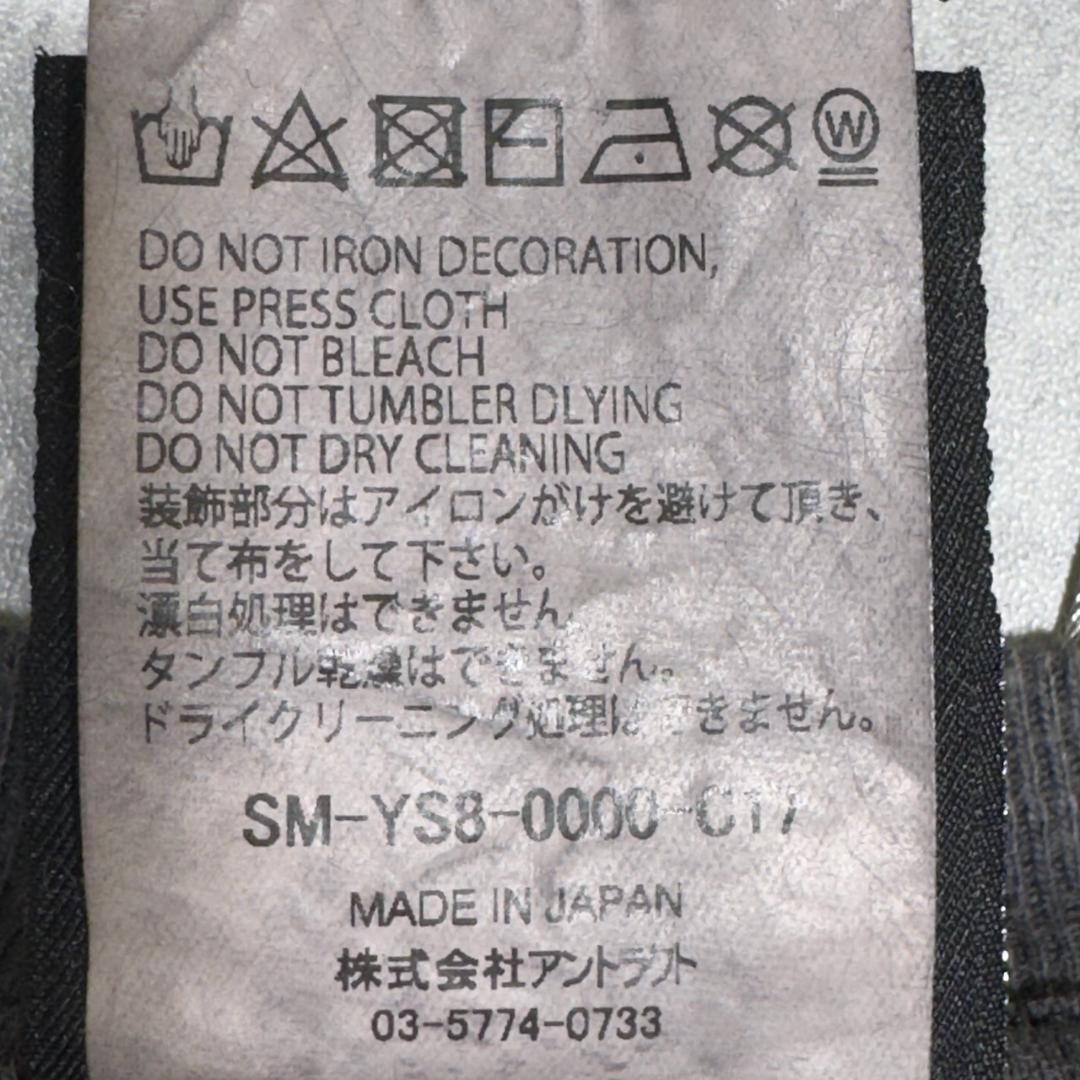 W
DO NOT IRON DECORATION,
USE PRESS CLOTH
DO NOT BLEACH
DO NOT TUMBLER DLYING
DO NOT DRY CLEANING
装飾部分はアイロンがけを避けて頂き、
当て布をして下さい。
漂白処理はできません
タンブル乾燥はできません。
ドライクリーニング処理はできません。
SM-YS8-0000-C17
MADE IN JAPAN
株式会社アントラフト
03-5774-0733